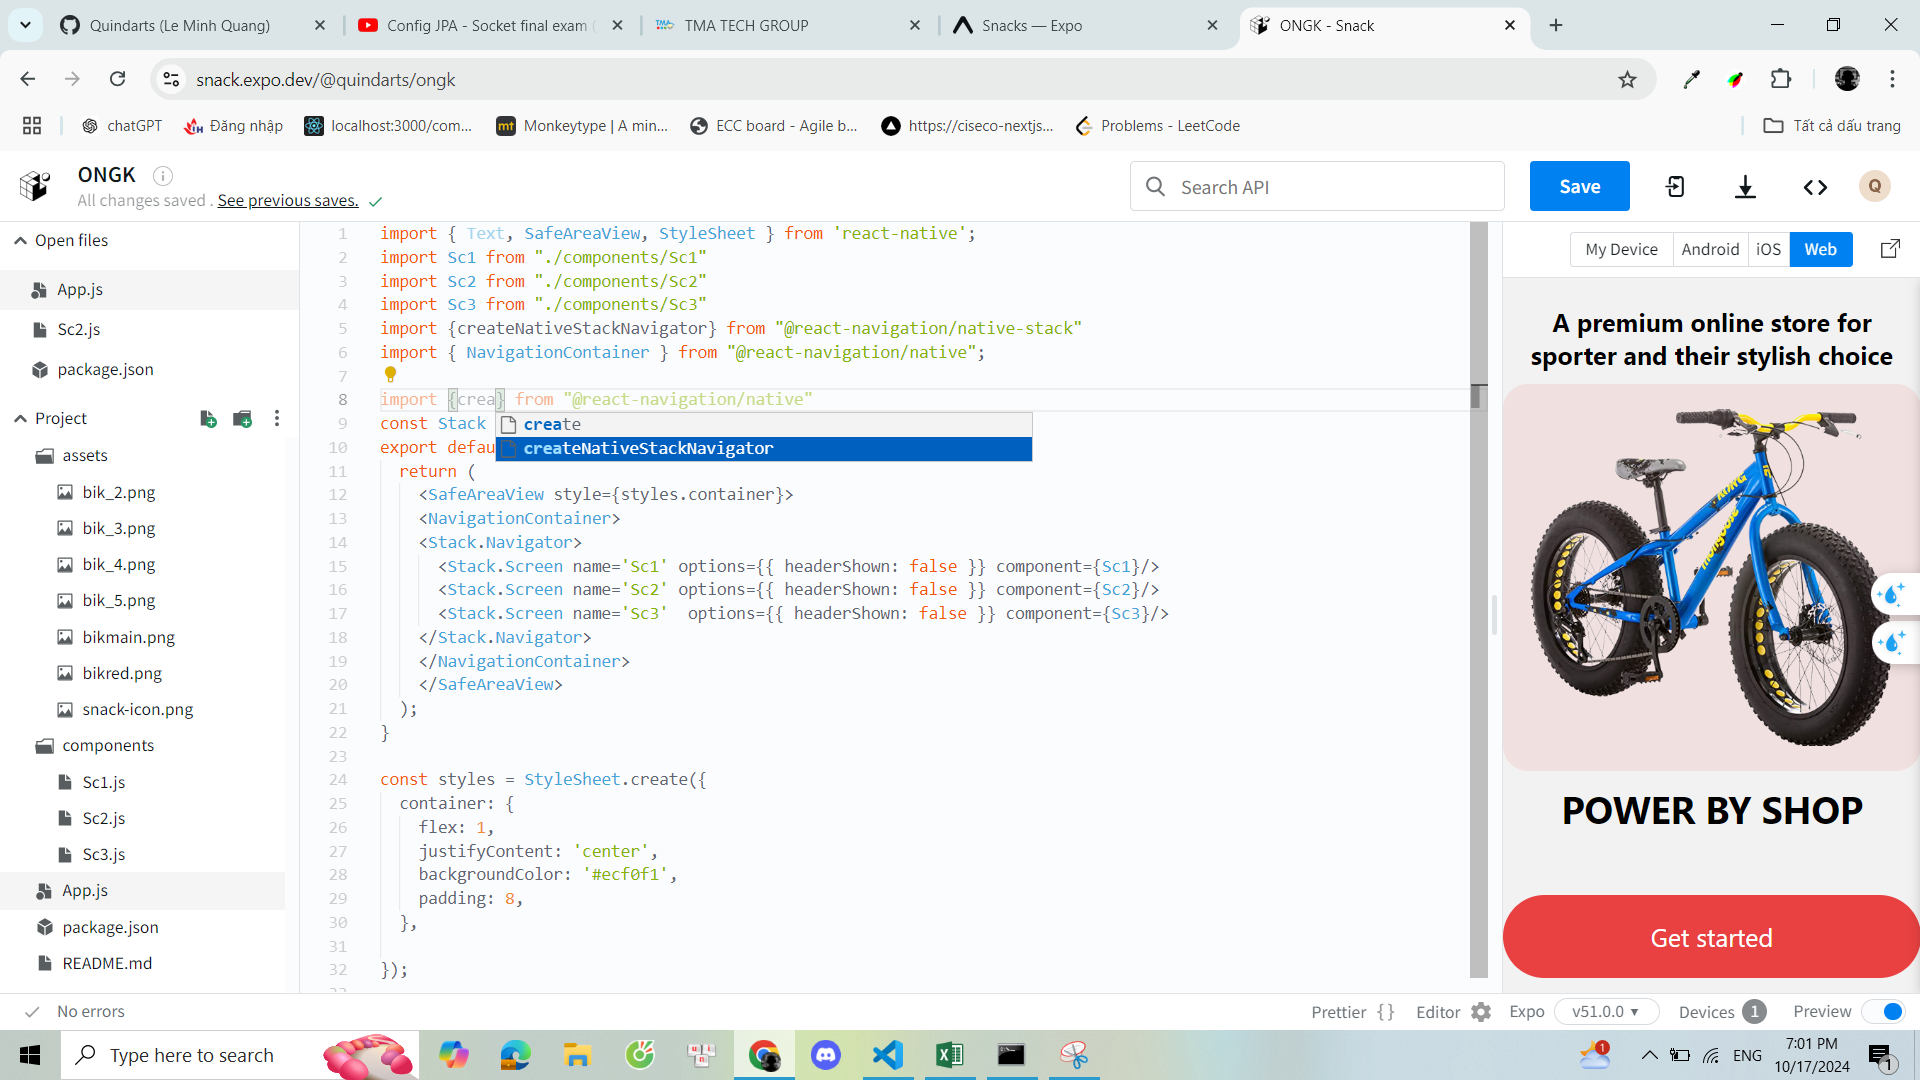 Quindarts (Le Minh Quang)
Config JPA - Socket final exam (
TMA TECH GROUP
Snacks — Expo
ONGK - Snack
snack.expo.dev/@quindarts/ongk
chatGPT
Đăng nhập
localhost:3000/com...
Monkeytype | A min...
ECC board - Agile b...
https://ciseco-nextjs...
Problems - LeetCode
Tất cả dấu trang
ONGK
All changes saved . See previous saves.
Search API
Save
Q
Open files
App.js
Sc2.js
package.json
Project
assets
bik_2.png
bik_3.png
bik_4.png
bik_5.png
bikmain.png
bikred.png
snack-icon.png
components
Sc1.js
Sc2.js
Sc3.js
App.js
package.json
README.md
1 import { Text, SafeAreaView, StyleSheet } from 'react-native';
2 import Sc1 from "./components/Sc1"
3 import Sc2 from "./components/Sc2"
4 import Sc3 from "./components/Sc3"
5 import {createNativeStackNavigator} from "@react-navigation/native-stack"
6 import { NavigationContainer } from "@react-navigation/native";
7
8 import {crea} from "@react-navigation/native"
9 const Stack
create
10 export defau
createNativeStackNavigator
11 return (
12 <SafeAreaView style={styles.container}>
13 <NavigationContainer>
14 <Stack.Navigator>
15 <Stack.Screen name='Sc1' options={{ headerShown: false }} component={Sc1}/>
16 <Stack.Screen name='Sc2' options={{ headerShown: false }} component={Sc2}/>
17 <Stack.Screen name='Sc3'  options={{ headerShown: false }} component={Sc3}/>
18 </Stack.Navigator>
19 </NavigationContainer>
20 </SafeAreaView>
21 );
22 }
23
24 const styles = StyleSheet.create({
25 container: {
26 flex: 1,
27 justifyContent: 'center',
28 backgroundColor: '#ecf0f1',
29 padding: 8,
30 },
31
32 });
My Device
Android
iOS
Web
A premium online store for
sporter and their stylish choice
mongoose
POWER BY SHOP
Get started
No errors
Prettier { }
Editor
Expo
v51.0.0
Devices 1
Preview
Type here to search
1
ENG
7:01 PM
10/17/2024
1